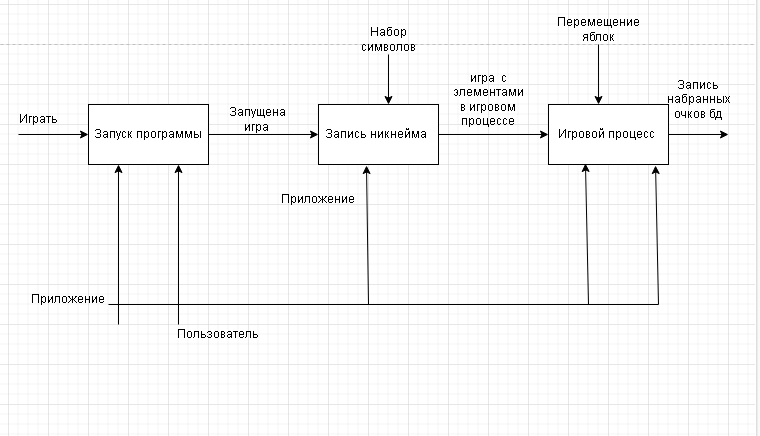 Перемещение
яблок
Набор
символов
игра с
элементами
в игровом
процессе
Запись
набранных
очков бд
Играть
Запуск программы
Запущена
игра
Запись никнейма
Игровой процесс
Приложение
Приложение
Пользователь